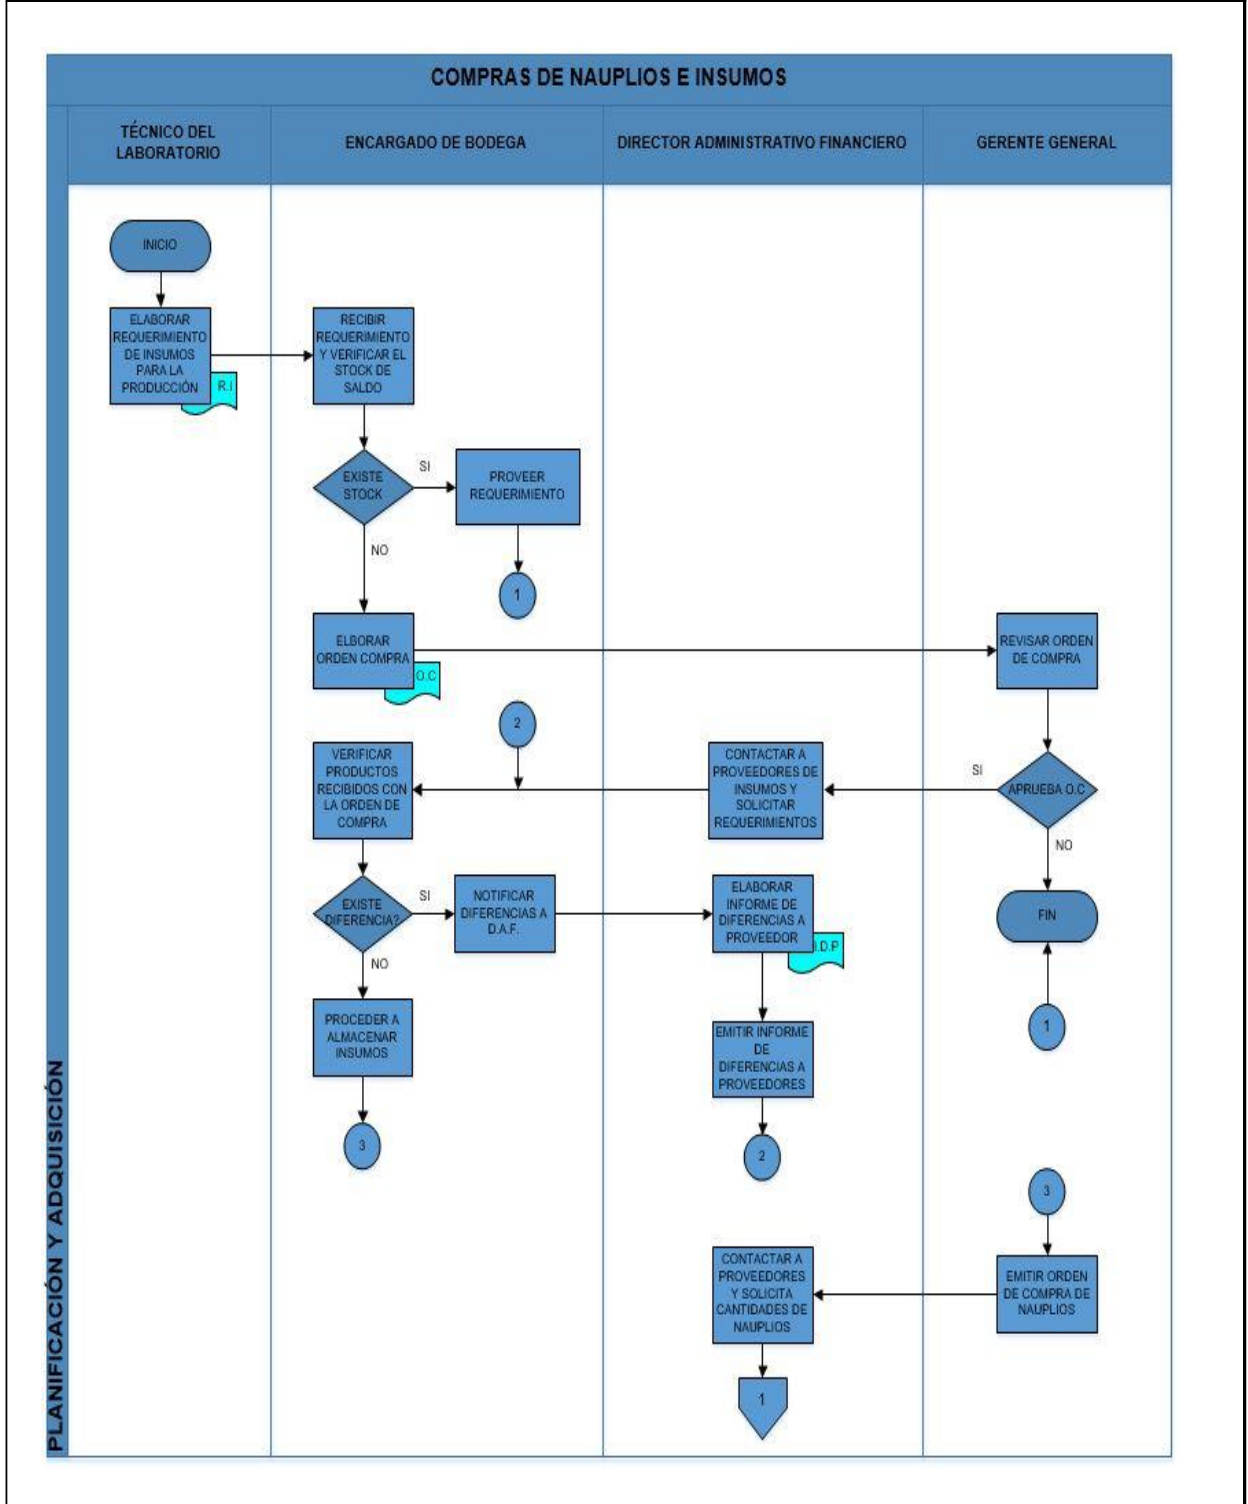 COMPRAS DE NAUPLIOS E INSUMOS
TÉCNICO DEL
LABORATORIO
ENCARGADO DE BODEGA
DIRECTOR ADMINISTRATIVO FINANCIERO
GERENTE GENERAL
PLANIFICACIÓN Y ADQUISICIÓN
INICIO
ELABORAR
REQUERIMIENTO
DE INSUMOS
PARA LA
PRODUCCIÓN
R.I
RECIBIR
REQUERIMIENTO
Y VERIFICAR EL
STOCK DE
SALDO
EXISTE
STOCK
SI
PROVEER
REQUERIMIENTO
NO
1
ELBORAR
ORDEN COMPRA
O.C
REVISAR ORDEN
DE COMPRA
2
VERIFICAR
PRODUCTOS
RECIBIDOS CON
LA ORDEN DE
COMPRA
CONTACTAR A
PROVEEDORES DE
INSUMOS Y
SOLICITAR
REQUERIMIENTOS
SI
APRUEBA O.C
NO
EXISTE
DIFERENCIA?
SI
NOTIFICAR
DIFERENCIAS A
D.A.F.
ELABORAR
INFORME DE
DIFERENCIAS A
PROVEEDOR
I.D.P
FIN
NO
PROCEDER A
ALMACENAR
INSUMOS
EMITIR INFORME
DE
DIFERENCIAS A
PROVEEDORES
1
3
2
3
CONTACTAR A
PROVEEDORES
Y SOLICITA
CANTIDADES DE
NAUPLIOS
EMITIR ORDEN
DE COMPRA DE
NAUPLIOS
1